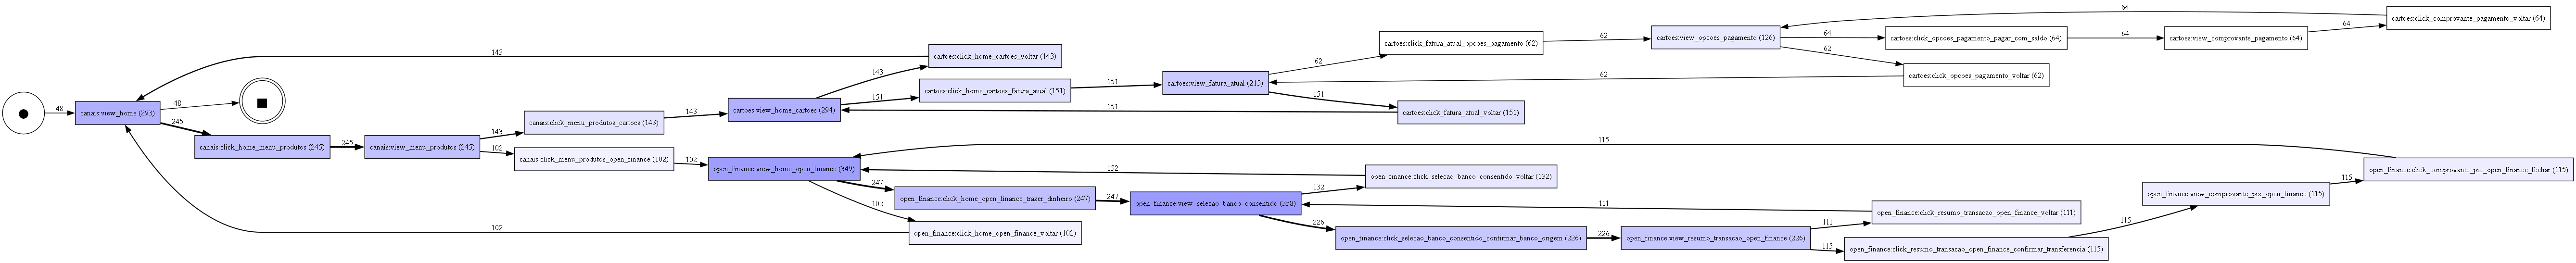 48
canais:view_home (293)
48
245
canais:click_home_menu_produtos (245)
245
canais:view_menu_produtos (245)
143
102
canais:click_menu_produtos_cartoes (143)
canais:click_menu_produtos_open_finance (102)
143
102
cartoes:view_home_cartoes (294)
143
151
cartoes:click_home_cartoes_voltar (143)
143
cartoes:click_home_cartoes_fatura_atual (151)
151
cartoes:view_fatura_atual (213)
62
151
cartoes:click_fatura_atual_opcoes_pagamento (62)
cartoes:click_fatura_atual_voltar (151)
151
62
cartoes:view_opcoes_pagamento (126)
64
62
cartoes:click_opcoes_pagamento_pagar_com_saldo (64)
cartoes:click_opcoes_pagamento_voltar (62)
62
64
cartoes:view_comprovante_pagamento (64)
64
cartoes:click_comprovante_pagamento_voltar (64)
64
open_finance:view_home_open_finance (349)
247
102
open_finance:click_home_open_finance_trazer_dinheiro (247)
open_finance:click_home_open_finance_voltar (102)
102
247
open_finance:view_selecao_banco_consentido (358)
132
226
open_finance:click_selecao_banco_consentido_voltar (132)
132
open_finance:click_selecao_banco_consentido_confirmar_banco_origem (226)
226
open_finance:view_resumo_transacao_open_finance (226)
111
115
open_finance:click_resumo_transacao_open_finance_voltar (111)
111
open_finance:click_resumo_transacao_open_finance_confirmar_transferencia (115)
115
open_finance:view_comprovante_pix_open_finance (115)
115
open_finance:click_comprovante_pix_open_finance_fechar (115)
115